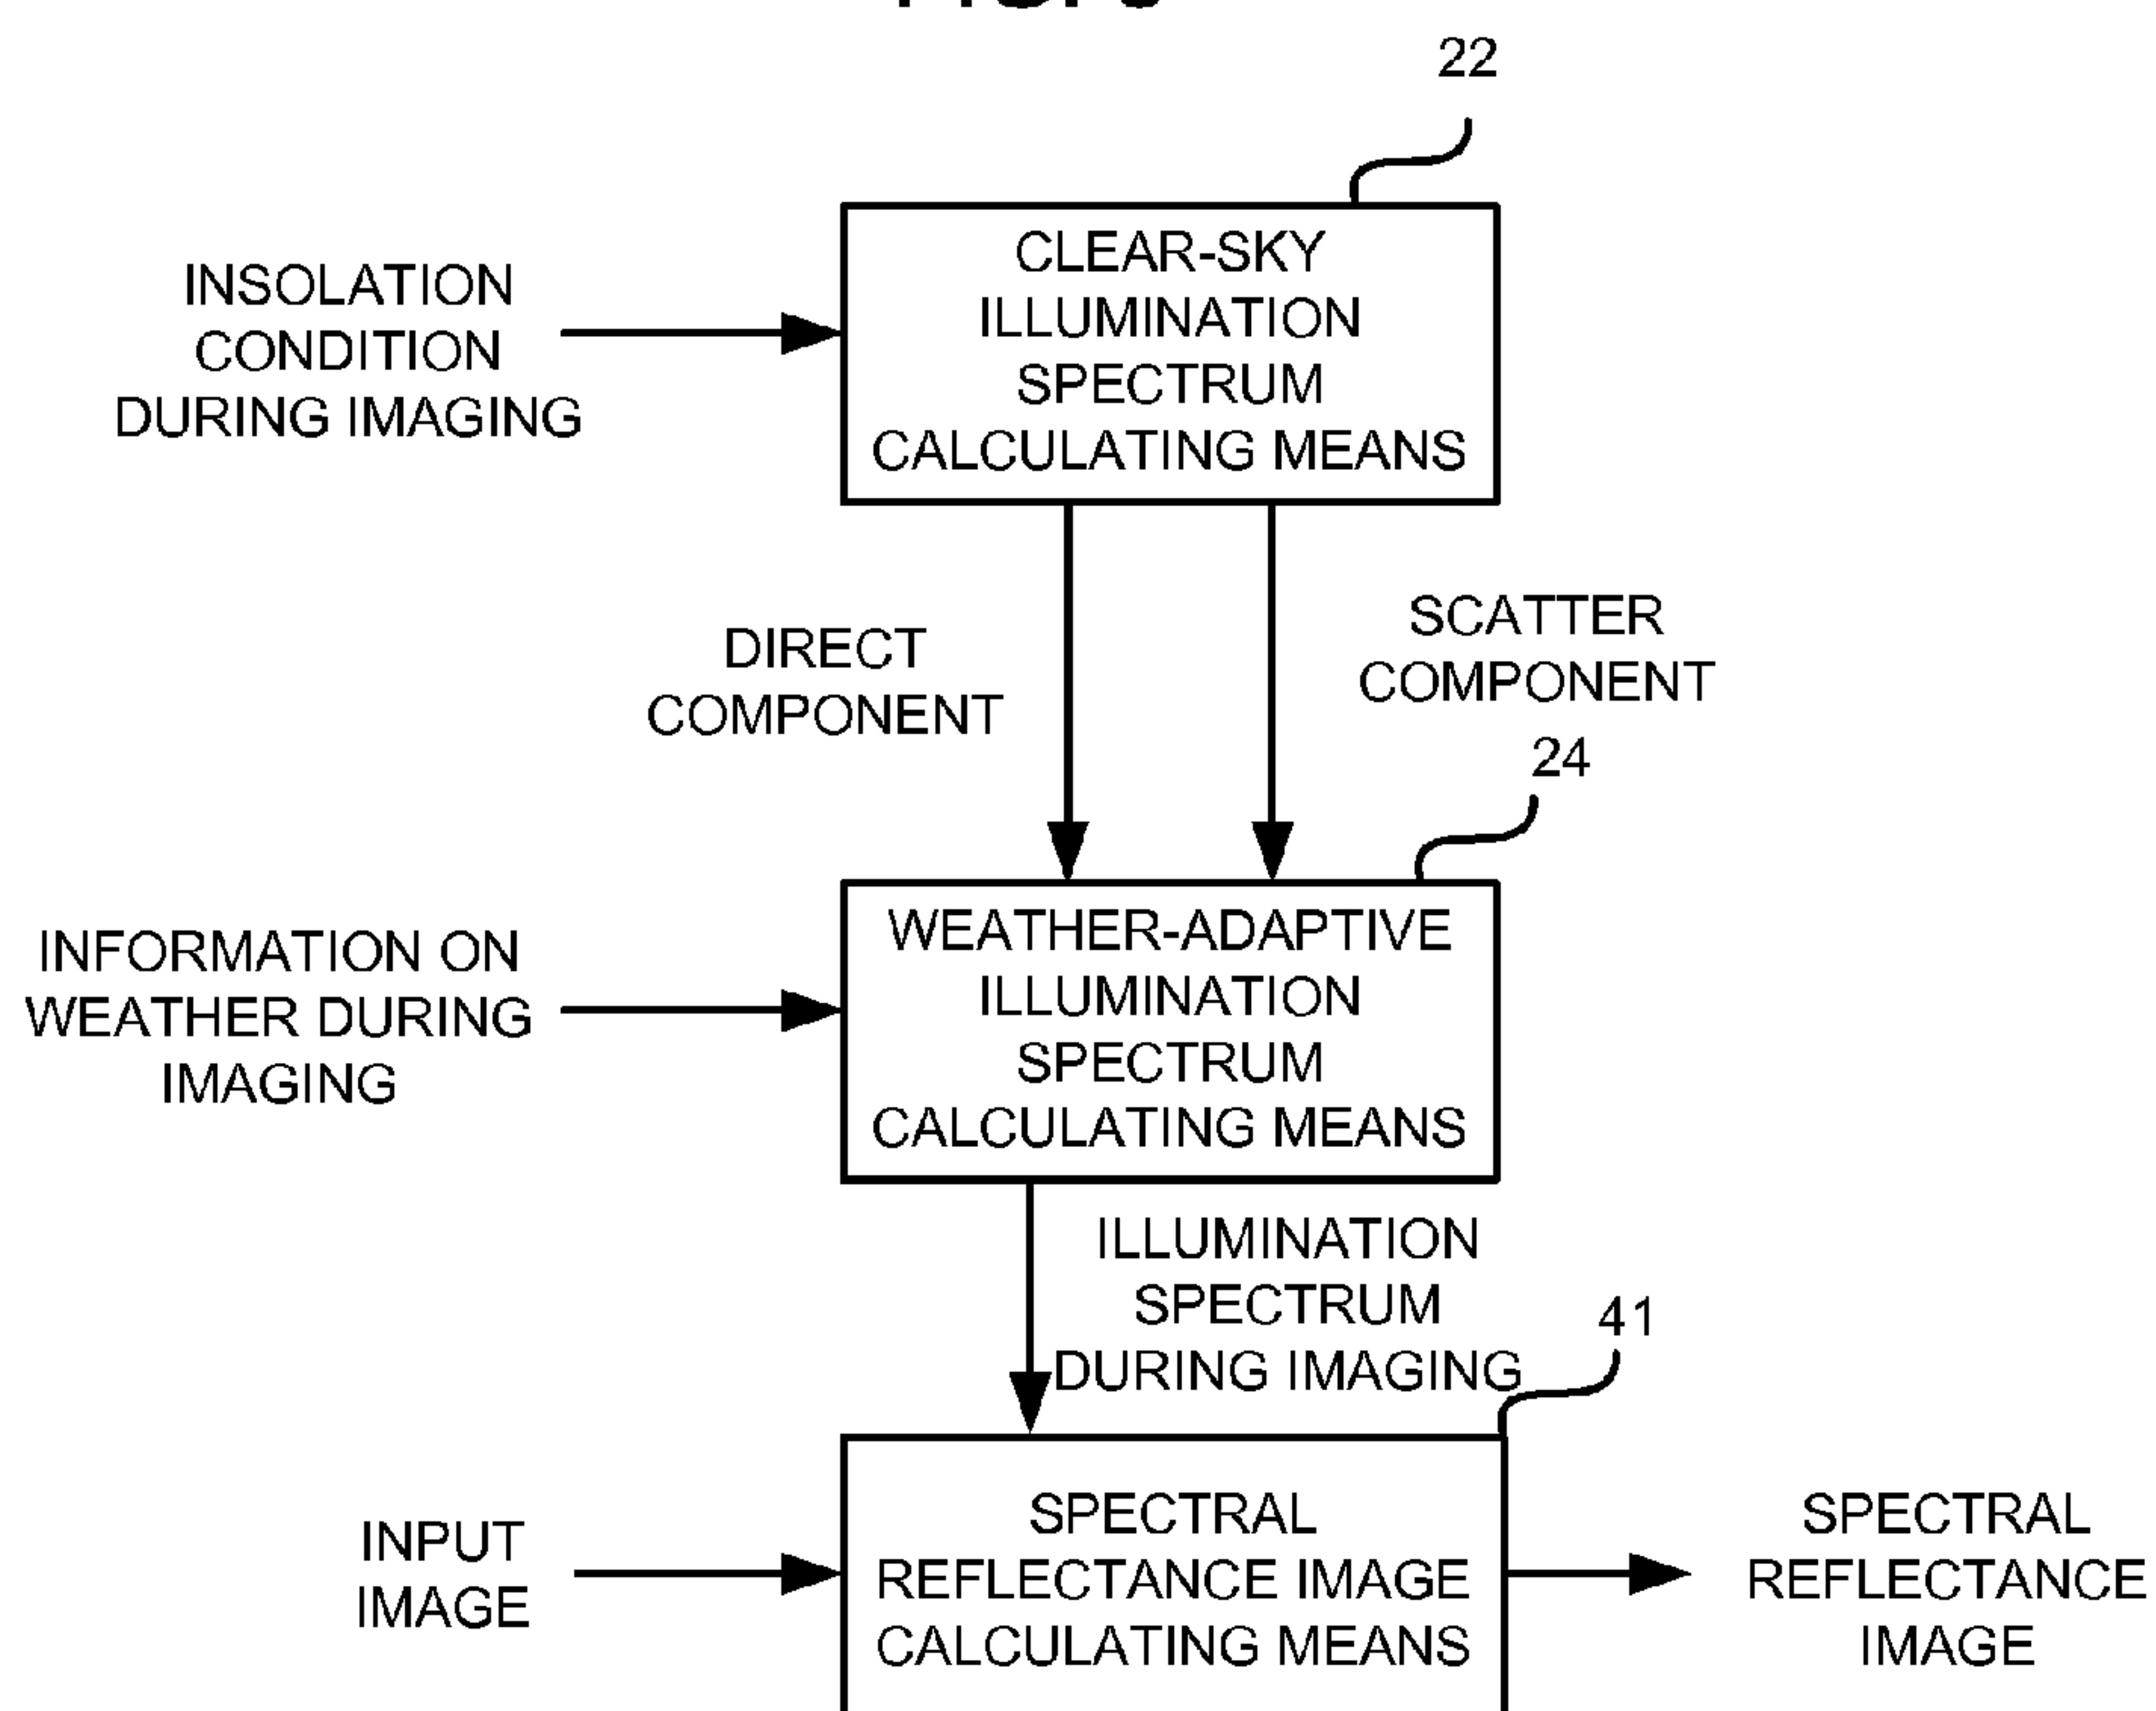 22
CLEAR-SKY
ILLUMINATION
SPECTRUM
CALCULATING MEANS
INSOLATION
CONDITION
DURING IMAGING
DIRECT
COMPONENT
SCATTER
COMPONENT
24
WEATHER-ADAPTIVE
ILLUMINATION
SPECTRUM
CALCULATING MEANS
INFORMATION ON
WEATHER DURING
IMAGING
ILLUMINATION
SPECTRUM
DURING IMAGING
41
INPUT
IMAGE
SPECTRAL
REFLECTANCE IMAGE
CALCULATING MEANS
SPECTRAL
REFLECTANCE
IMAGE